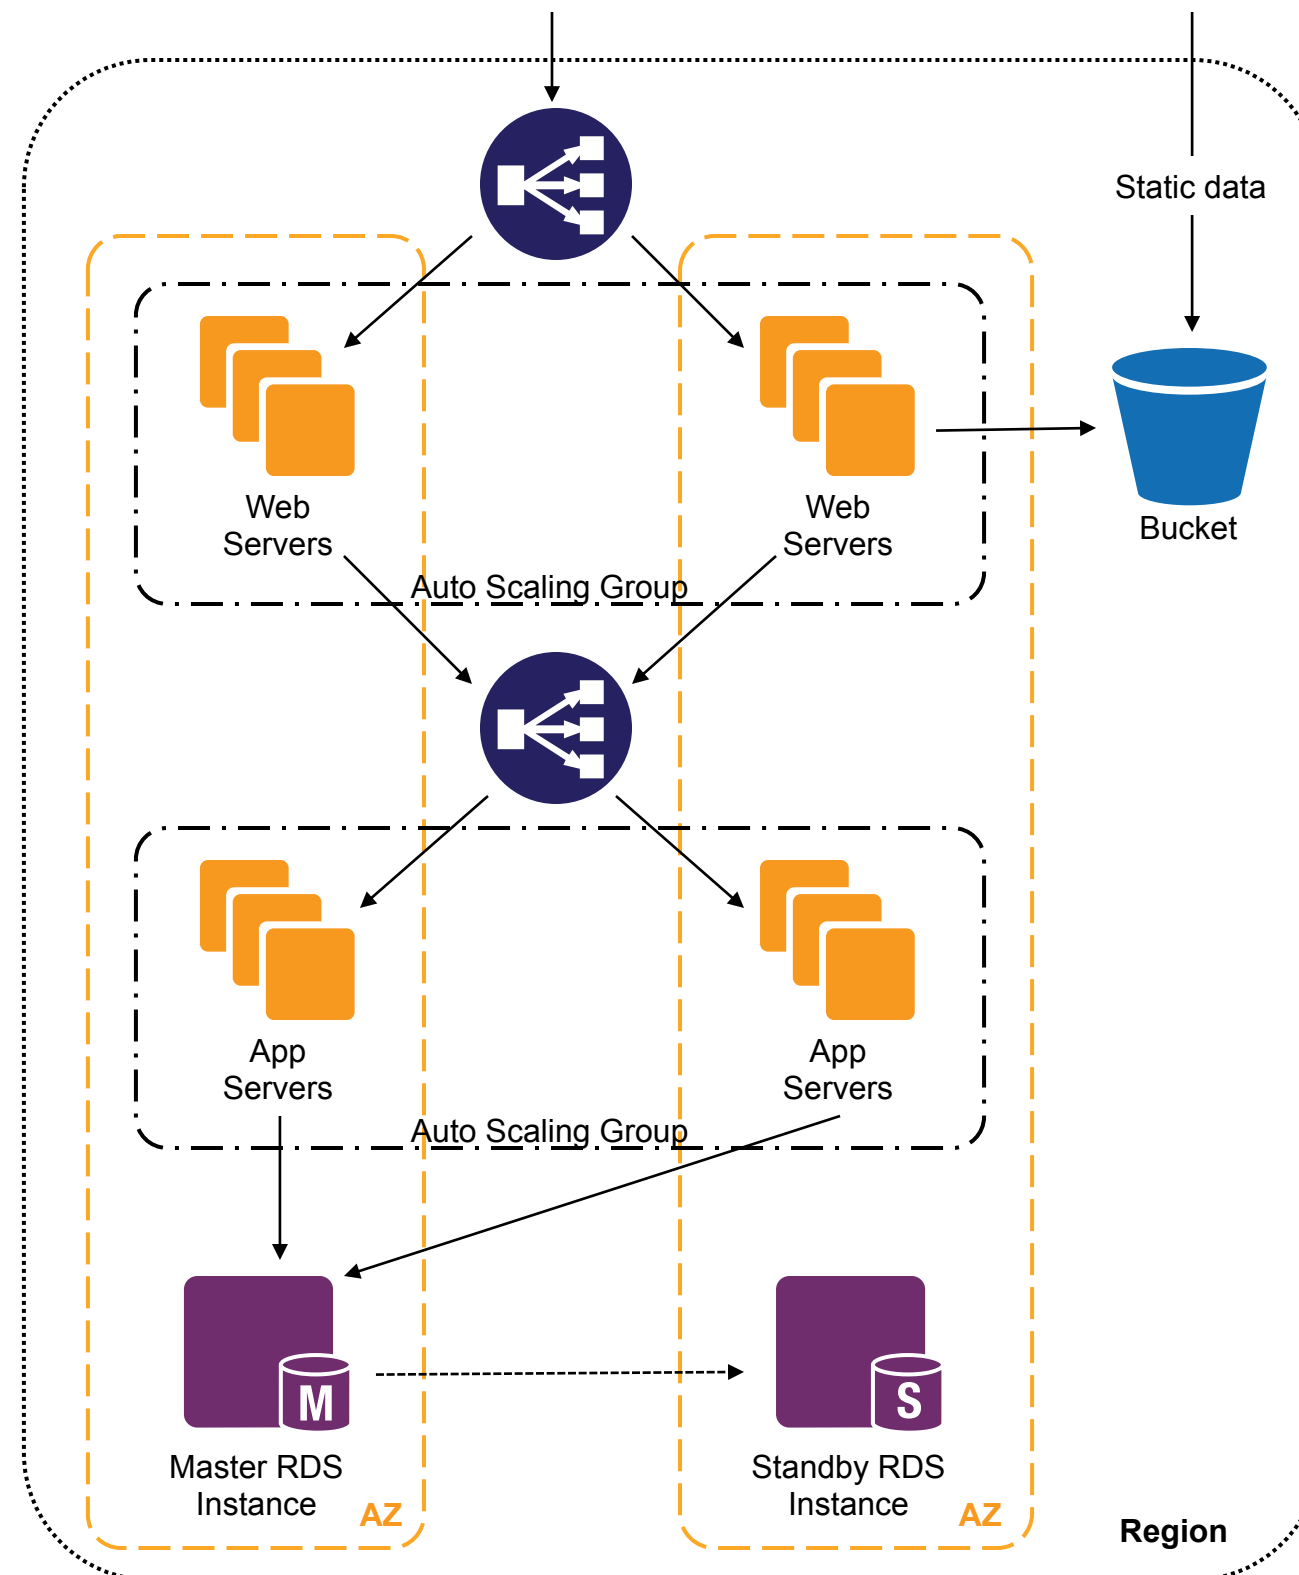 Static data
Web
Servers
Web
Servers
Bucket
Auto Scaling Group
App
Servers
App
Servers
Auto Scaling Group
M
S
Master RDS
Instance
Standby RDS
Instance
AZ
AZ
Region